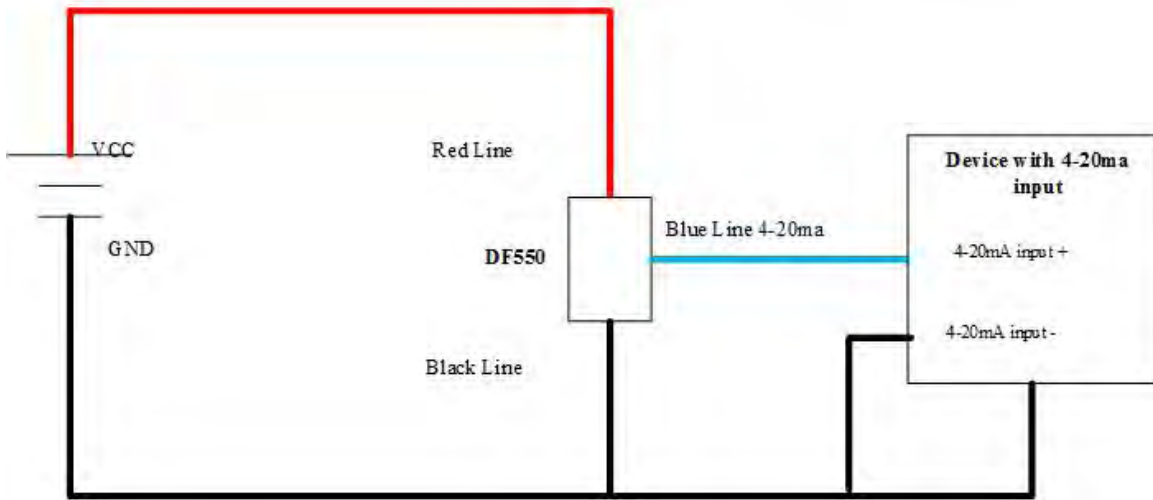 VCC
Red Line
Device with 4-20ma
input
GND
DF550
Blue Line 4-20ma
4-20mA input +
4-20mA input -
Black Line